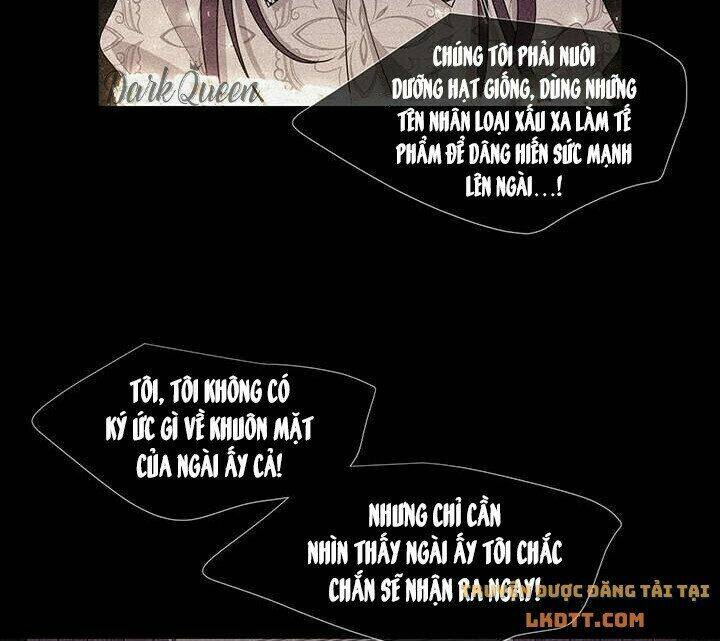 CHÚNG TÔI PHẢI NUÔI
DƯỠNG HẠT GIỐNG, DÙNG NHỮNG
TÊN NHÂN LOẠI XẤU XA LÀM TẾ
PHẨM ĐỂ DÂNG HIẾN SỨC MẠNH
LÊN NGÀI...!
DarkQueen
TÔI, TÔI KHÔNG CÓ
KÝ ỨC GÌ VỀ KHUÔN MẶT
CỦA NGÀI ẤY CẢ!
NHƯNG CHỈ CẦN
NHÌN THẤY NGÀI ẤY TÔI CHẮC
CHẮN SẼ NHẬN RA NGAY!
TRUYỆN ĐƯỢC ĐĂNG TẢI TẠI
LKDTT.COM